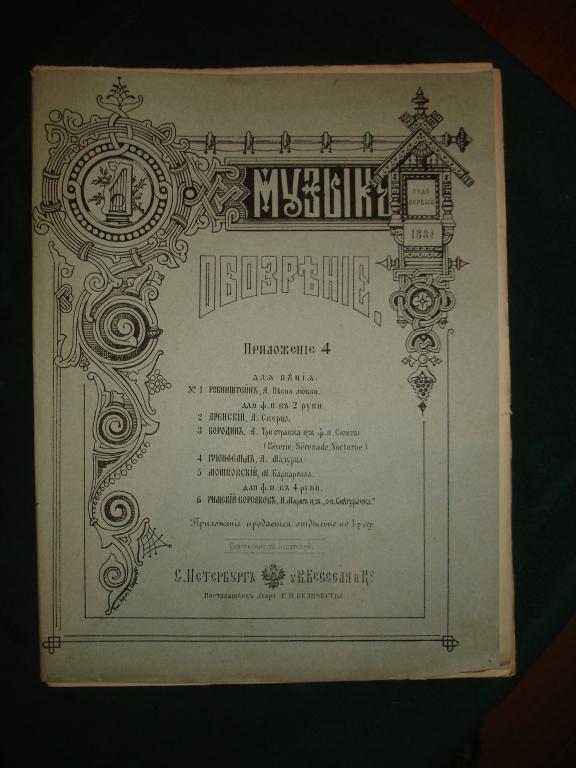 МУЗЫК
ГОДЪ
ПЕРВЫЙ
188
ОБОЗРѢНІЕ.
Приложеніе 4
для пѣнія.
№ 1 РУБИНШТЕЙНЪ, А. Пѣсня любви.
для ф. п. въ 2 руки.
2 АРЕНСКІЙ, А. Скерцо.
3 БОРОДИНЪ, А. Три отрывка изъ ф. п. Сюиты
(Rêverie, Sérénade, Nocturne)
4 ГРЮНФЕЛЬДЪ, А. Мазурка
5 МОШКОВСКІЙ, М. Баркаролла.
для ф. п. въ 4 руки.
6 РИМСКІЙ-КОРСАКОВЪ, Н. Маршъ изъ „оп. Снѣгурочка."
Приложеніе продается отдѣльно по 1 р. сер.
Собственность издателей.
С. ПЕТЕРБУРГЪ у В. БЕССЕЛЯ и Ко
Поставщиковъ Двора Е. И. ВЕЛИЧЕСТВА